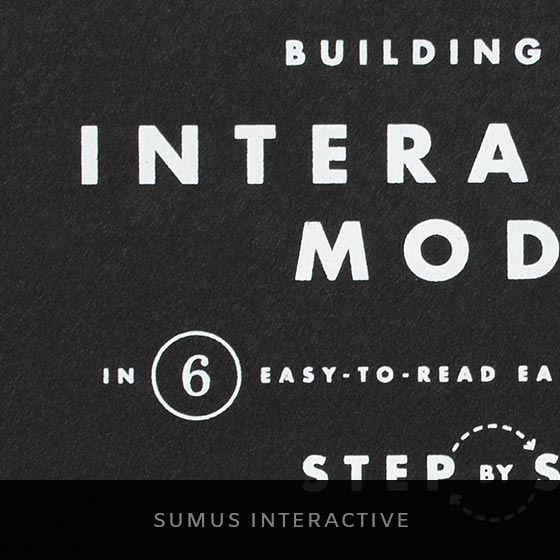 BUILDING
INTERA
MOD
IN 6 EASY-TO-READ EA
STEP BY S
SUMUS INTERACTIVE